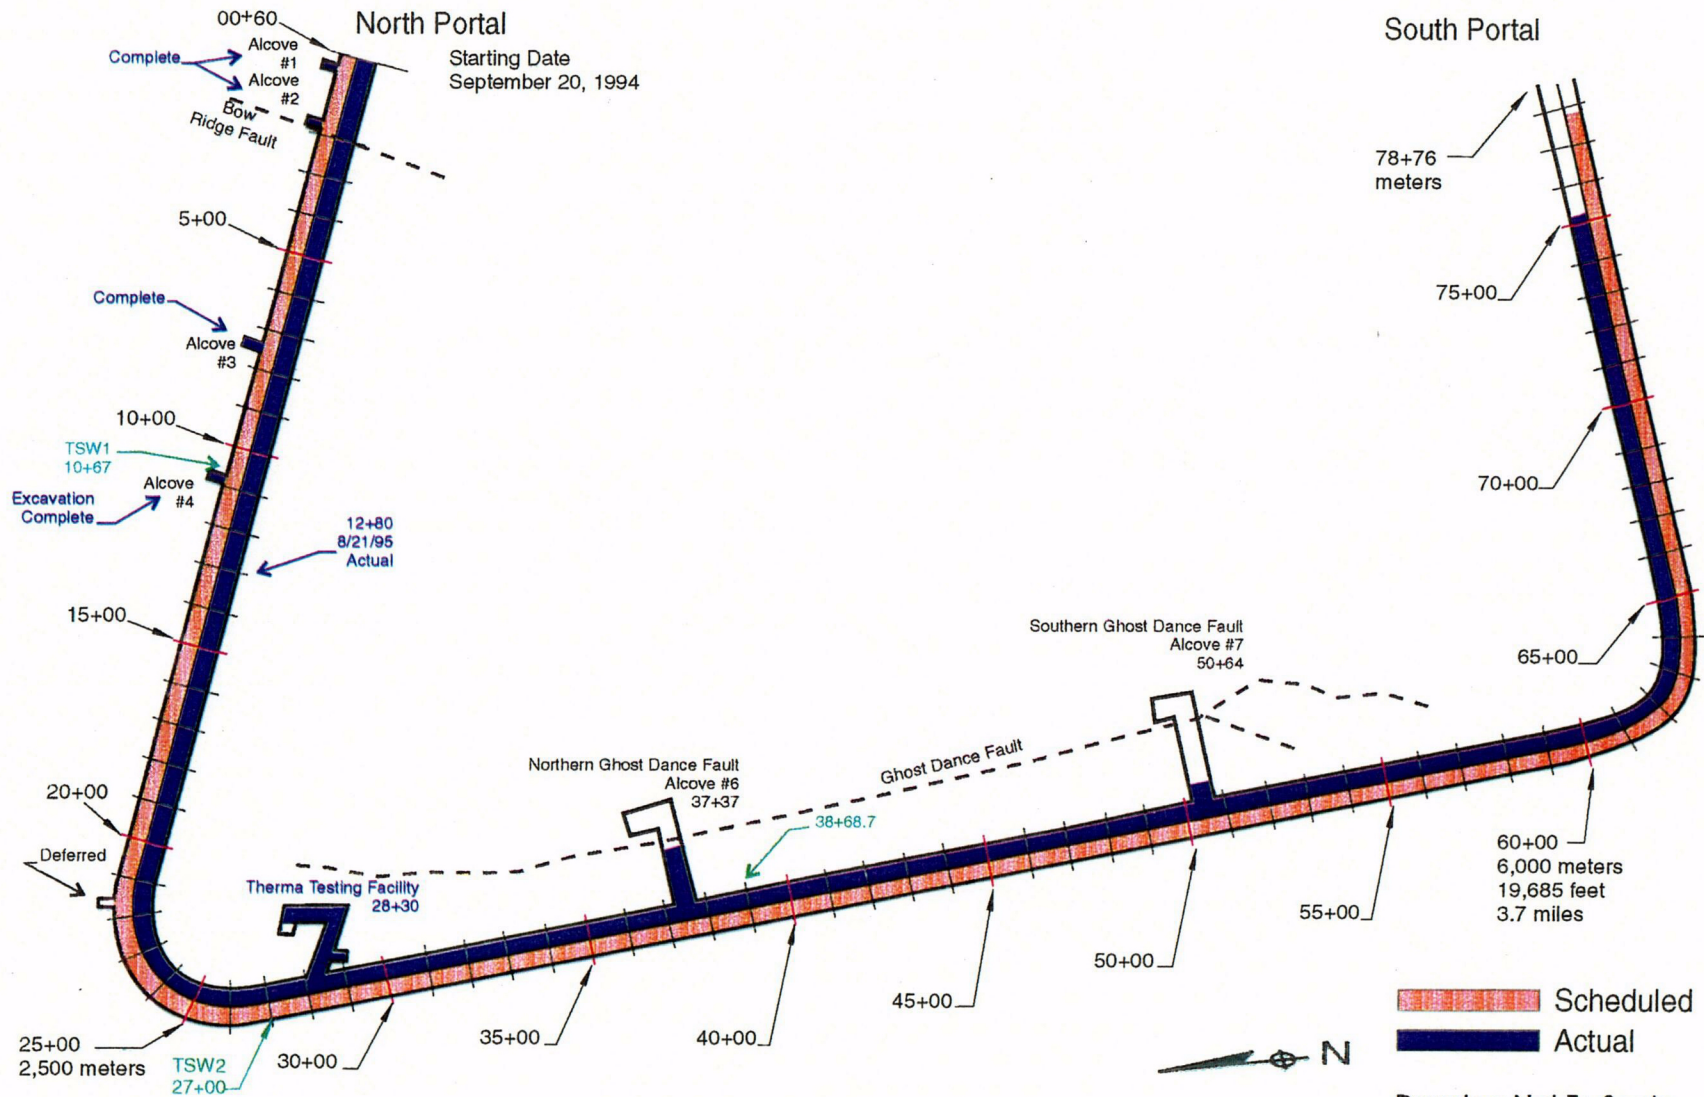 00+60
North Portal
South Portal
Starting Date
September 20, 1994
Complete
Alcove
#1
Alcove
#2
Bow
Ridge Fault
78+76
meters
5+00
75+00
Complete
Alcove
#3
10+00
TSW1
10+67
Alcove
#4
Excavation
Complete
12+80
8/21/95
Actual
70+00
15+00
Southern Ghost Dance Fault
Alcove #7
50+64
65+00
Northern Ghost Dance Fault
Alcove #6
37+37
Ghost Dance Fault
38+68.7
20+00
Deferred
Therma Testing Facility
28+30
60+00
6,000 meters
19,685 feet
3.7 miles
55+00
50+00
45+00
40+00
35+00
30+00
25+00
2,500 meters
TSW2
27+00
N
Scheduled
Actual